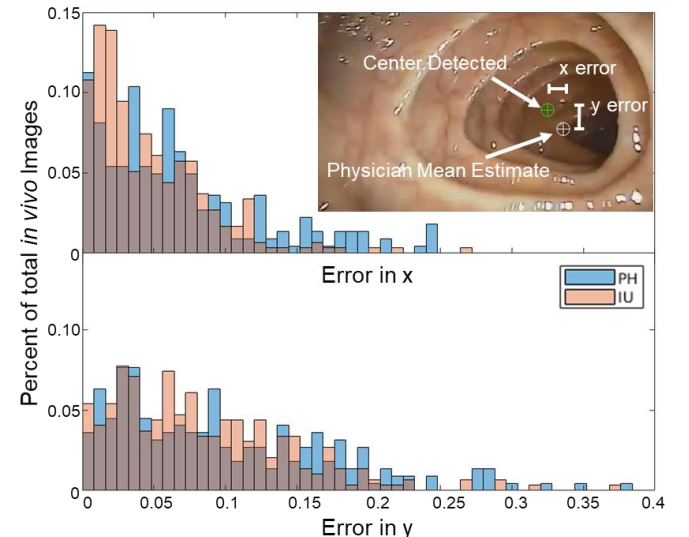 0.15
Center Detected
x error
0.10
y error
Physician Mean Estimate
0.05
0
Error in x
Percent of total in vivo Images
PH
IU
0.10
0.05
0
0 0.05 0.1 0.15 0.2 0.25 0.3 0.35 0.4
Error in y